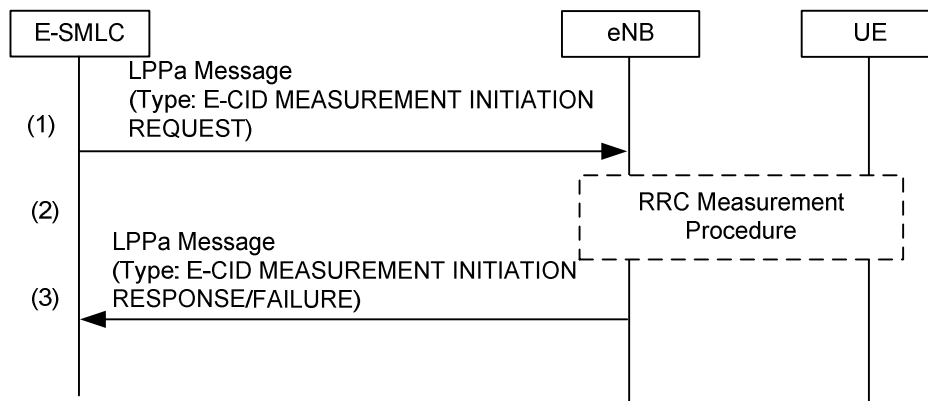 E-SMLC
eNB
UE
LPPa Message
(Type: E-CID MEASUREMENT INITIATION
REQUEST)
(1)
(2)
RRC Measurement
Procedure
LPPa Message
(Type: E-CID MEASUREMENT INITIATION
RESPONSE/FAILURE)
(3)